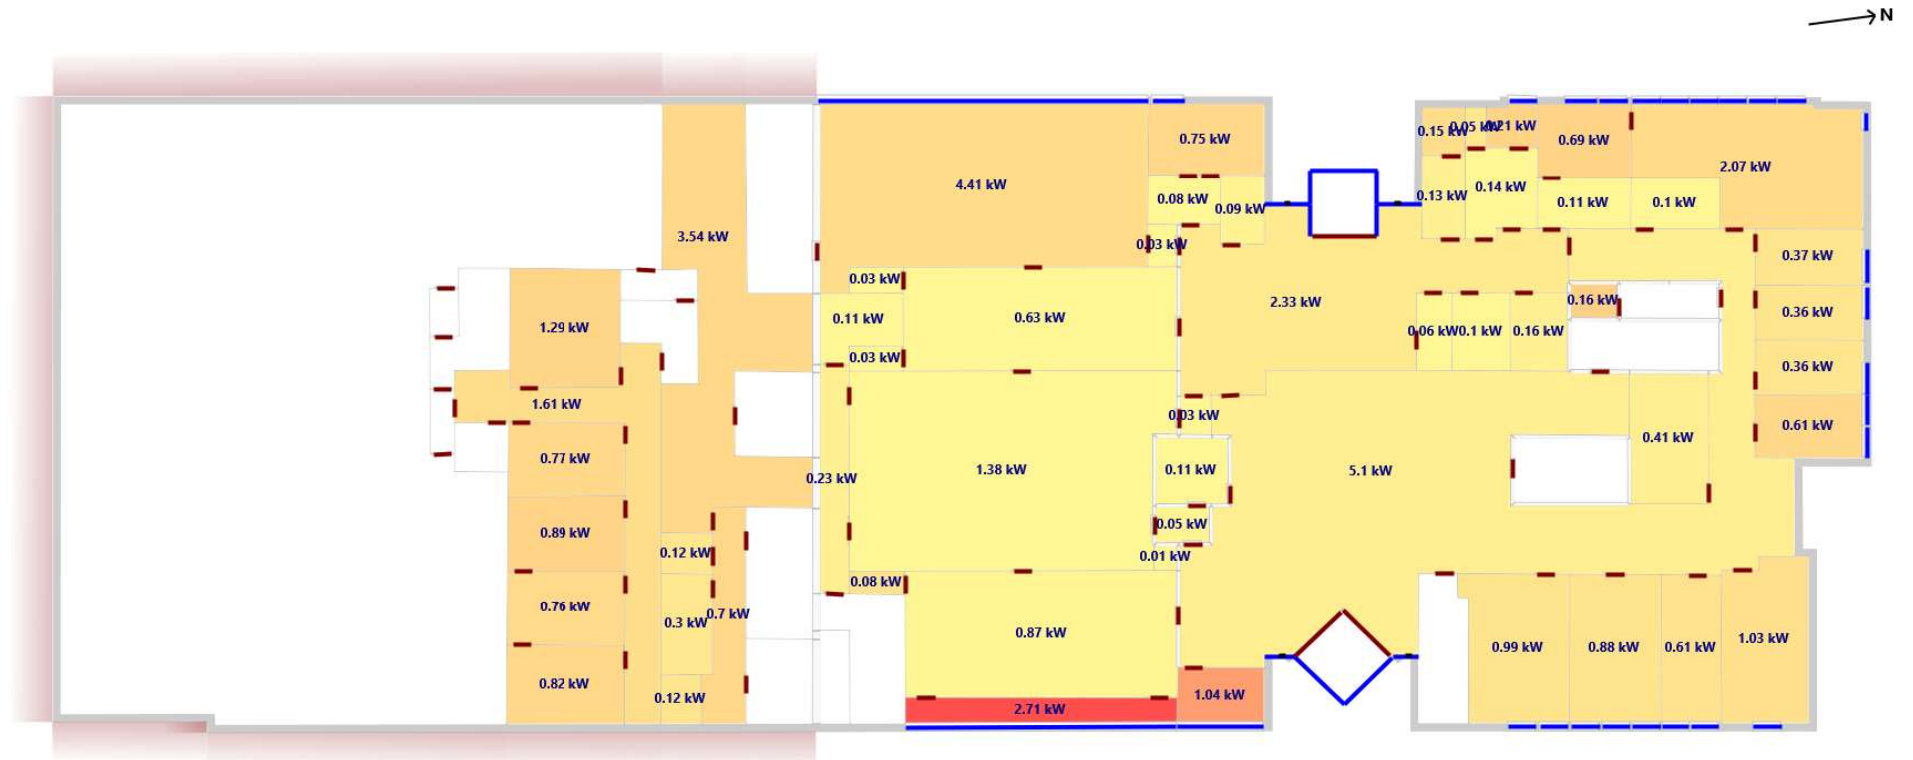 N
0.15 kW
0.05 kW
0.21 kW
0.69 kW
0.75 kW
2.07 kW
4.41 kW
0.14 kW
0.13 kW
0.08 kW
0.09 kW
0.11 kW
0.1 kW
3.54 kW
0.03 kW
0.37 kW
0.03 kW
2.33 kW
0.16 kW
0.36 kW
0.11 kW
0.63 kW
1.29 kW
0.06 kW
0.1 kW
0.16 kW
0.03 kW
0.36 kW
1.61 kW
0.03 kW
0.61 kW
0.41 kW
0.77 kW
1.38 kW
0.11 kW
5.1 kW
0.23 kW
0.89 kW
0.05 kW
0.12 kW
0.01 kW
0.08 kW
0.76 kW
0.7 kW
0.3 kW
0.87 kW
1.03 kW
0.99 kW
0.88 kW
0.61 kW
0.82 kW
0.12 kW
1.04 kW
2.71 kW